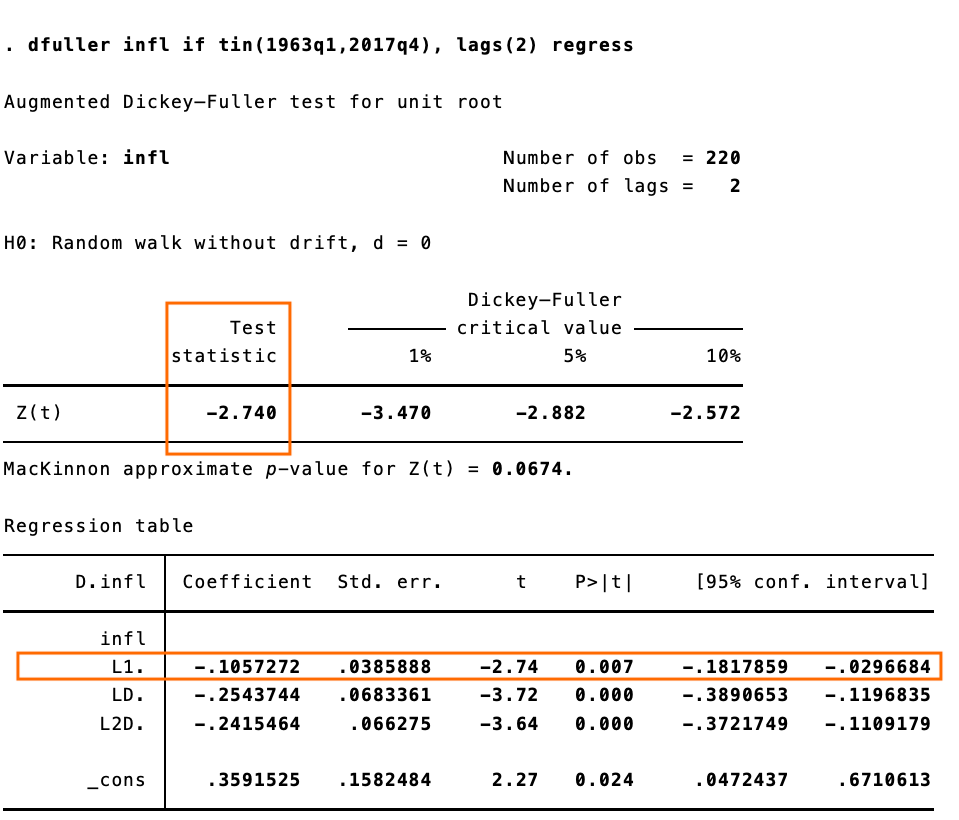 . dfuller infl if tin(1963q1,2017q4), lags(2) regress
Augmented Dickey–Fuller test for unit root
Variable: infl Number of obs = 220
Number of lags = 2
H0: Random walk without drift, d = 0
Dickey–Fuller
Test critical value
statistic 1% 5% 10%
Z(t) −2.740 −3.470 −2.882 −2.572
MacKinnon approximate p-value for Z(t) = 0.0674.
Regression table
D.infl Coefficient Std. err. t P>|t| [95% conf. interval]
infl
L1. −.1057272 .0385888 −2.74 0.007 −.1817859 −.0296684
LD. −.2543744 .0683361 −3.72 0.000 −.3890653 −.1196835
L2D. −.2415464 .066275 −3.64 0.000 −.3721749 −.1109179
_cons .3591525 .1582484 2.27 0.024 .0472437 .6710613